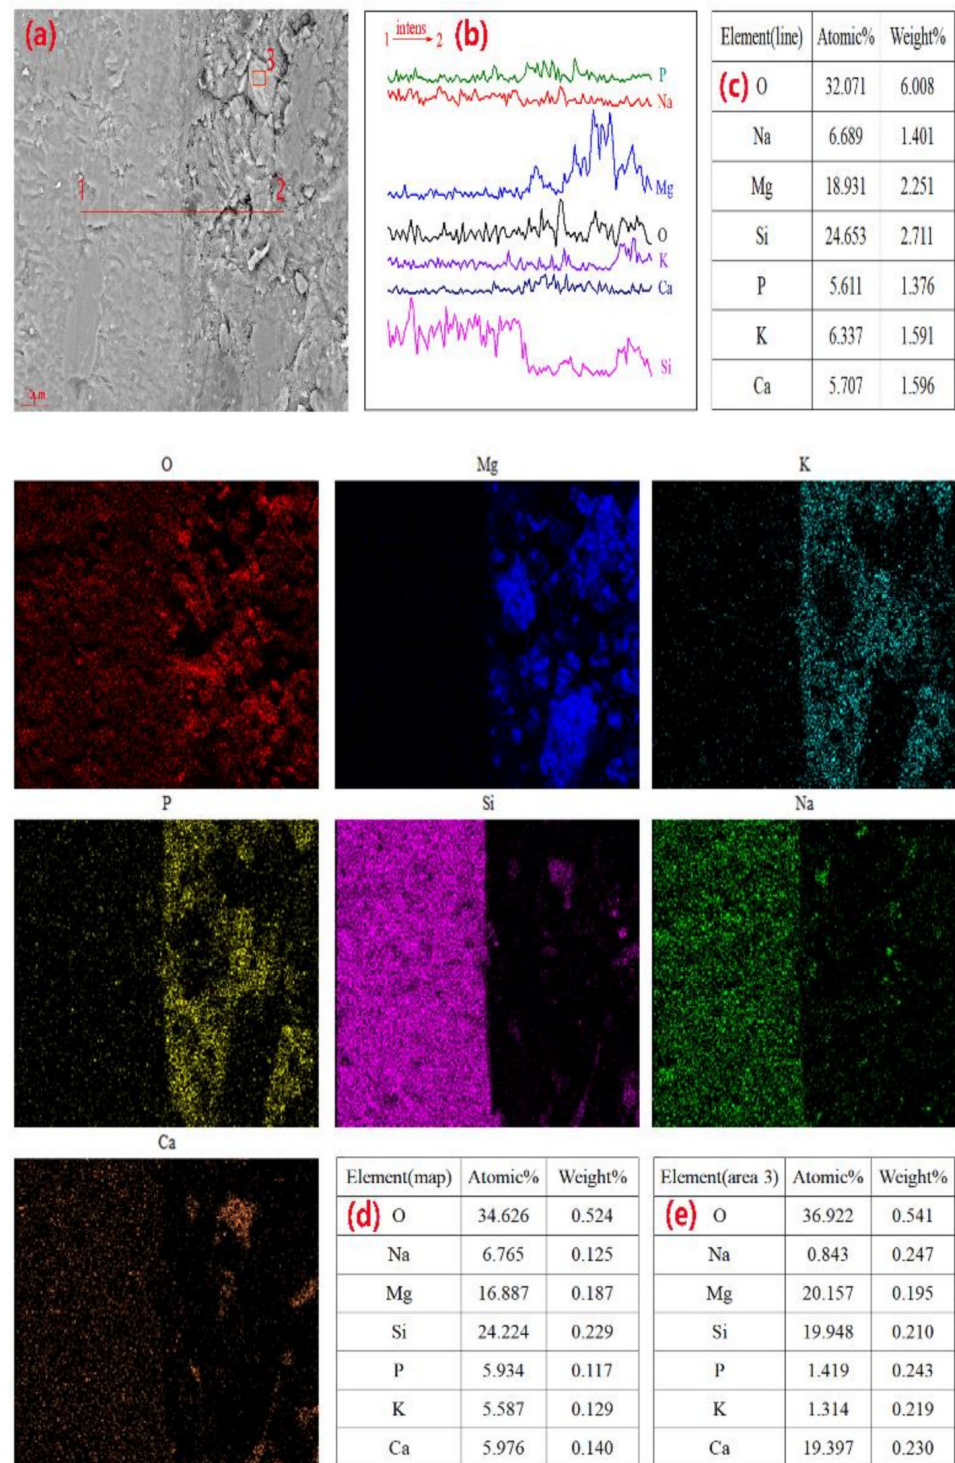 (a)
3
1
2
1 intens 2 (b)
P
Na
Mg
O
K
Ca
Si
Element(line) Atomic% Weight%
(c) O 32.071 6.008
Na 6.689 1.401
Mg 18.931 2.251
Si 24.653 2.711
P 5.611 1.376
K 6.337 1.591
Ca 5.707 1.596
O Mg K
P Si Na
Ca
Element(map) Atomic% Weight%
(d) O 34.626 0.524
Na 6.765 0.125
Mg 16.887 0.187
Si 24.224 0.229
P 5.934 0.117
K 5.587 0.129
Ca 5.976 0.140
Element(area 3) Atomic% Weight%
(e) O 36.922 0.541
Na 0.843 0.247
Mg 20.157 0.195
Si 19.948 0.210
P 1.419 0.243
K 1.314 0.219
Ca 19.397 0.230